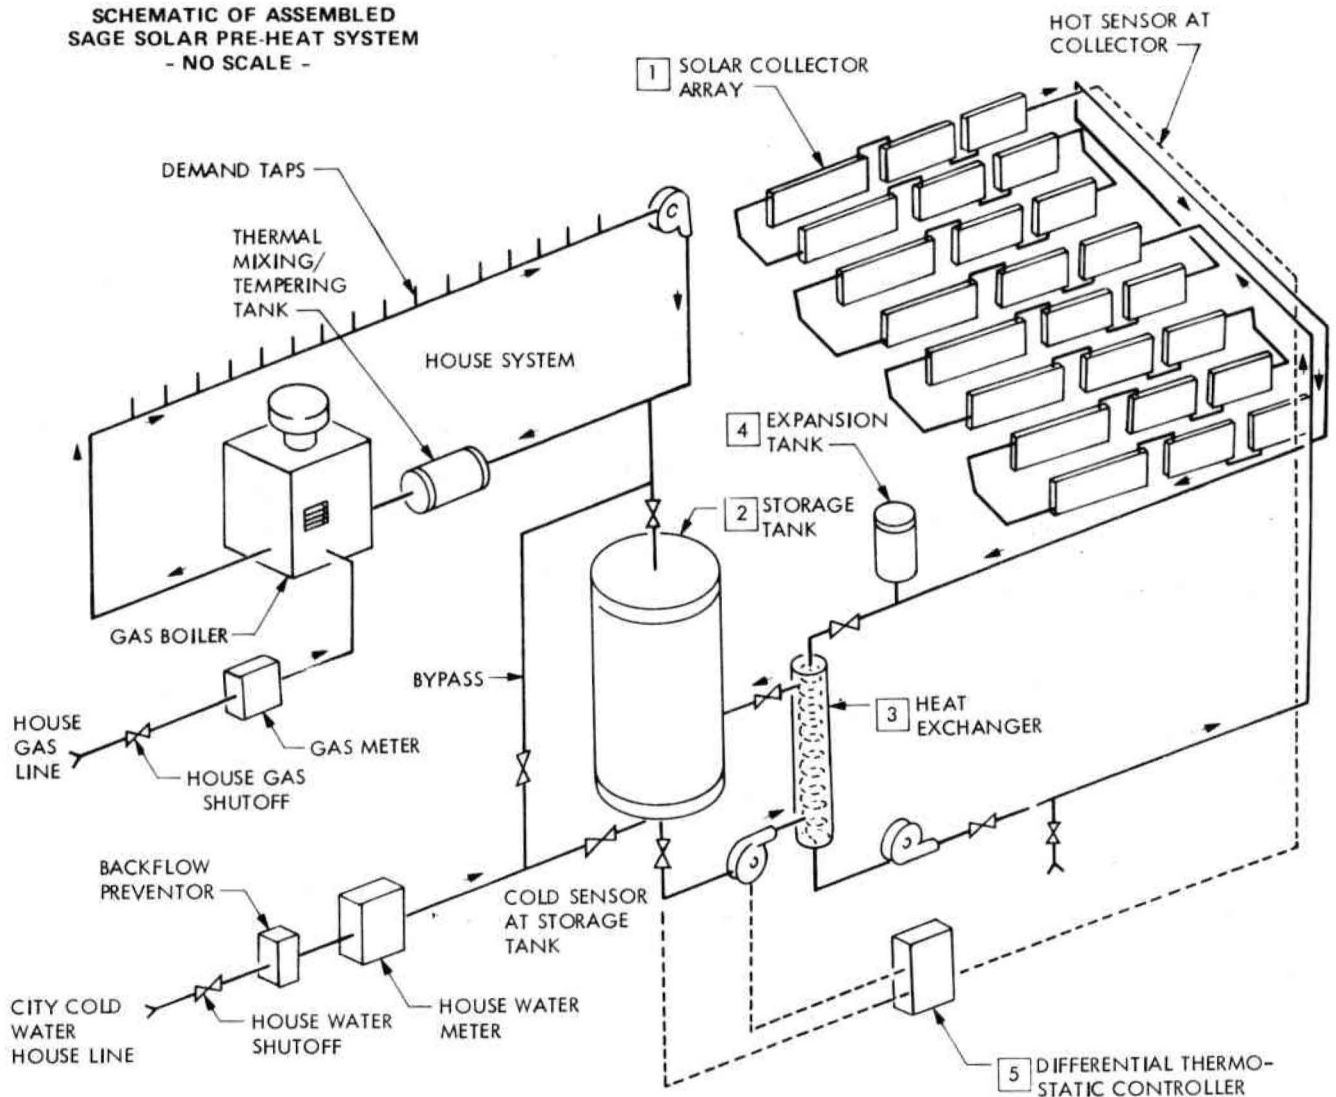 SCHEMATIC OF ASSEMBLED
SAGE SOLAR PRE-HEAT SYSTEM
- NO SCALE -
HOT SENSOR AT
COLLECTOR
1 SOLAR COLLECTOR
ARRAY
DEMAND TAPS
THERMAL
MIXING/
TEMPERING
TANK
C
HOUSE SYSTEM
4 EXPANSION
TANK
2 STORAGE
TANK
GAS BOILER
BYPASS
3 HEAT
EXCHANGER
HOUSE
GAS
LINE
GAS METER
HOUSE GAS
SHUTOFF
BACKFLOW
PREVENTOR
COLD SENSOR
AT STORAGE
TANK
CITY COLD
WATER
HOUSE LINE
HOUSE WATER
SHUTOFF
HOUSE WATER
METER
5 DIFFERENTIAL THERMO-
STATIC CONTROLLER